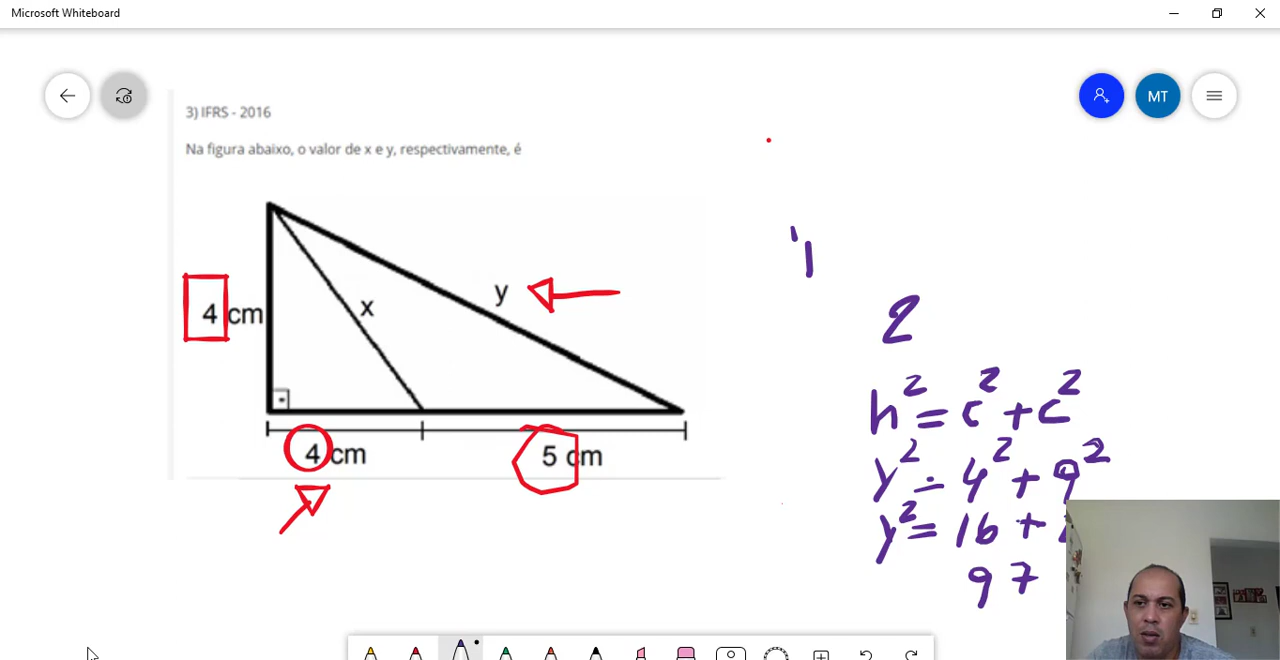 Microsoft Whiteboard
MT
3) IFRS - 2016
Na figura abaixo, o valor de x e y, respectivamente, é
4 cm
x
y
4 cm
5 cm
2
h² = c² + c²
y² = 4² + 9²
y² = 16 +
97